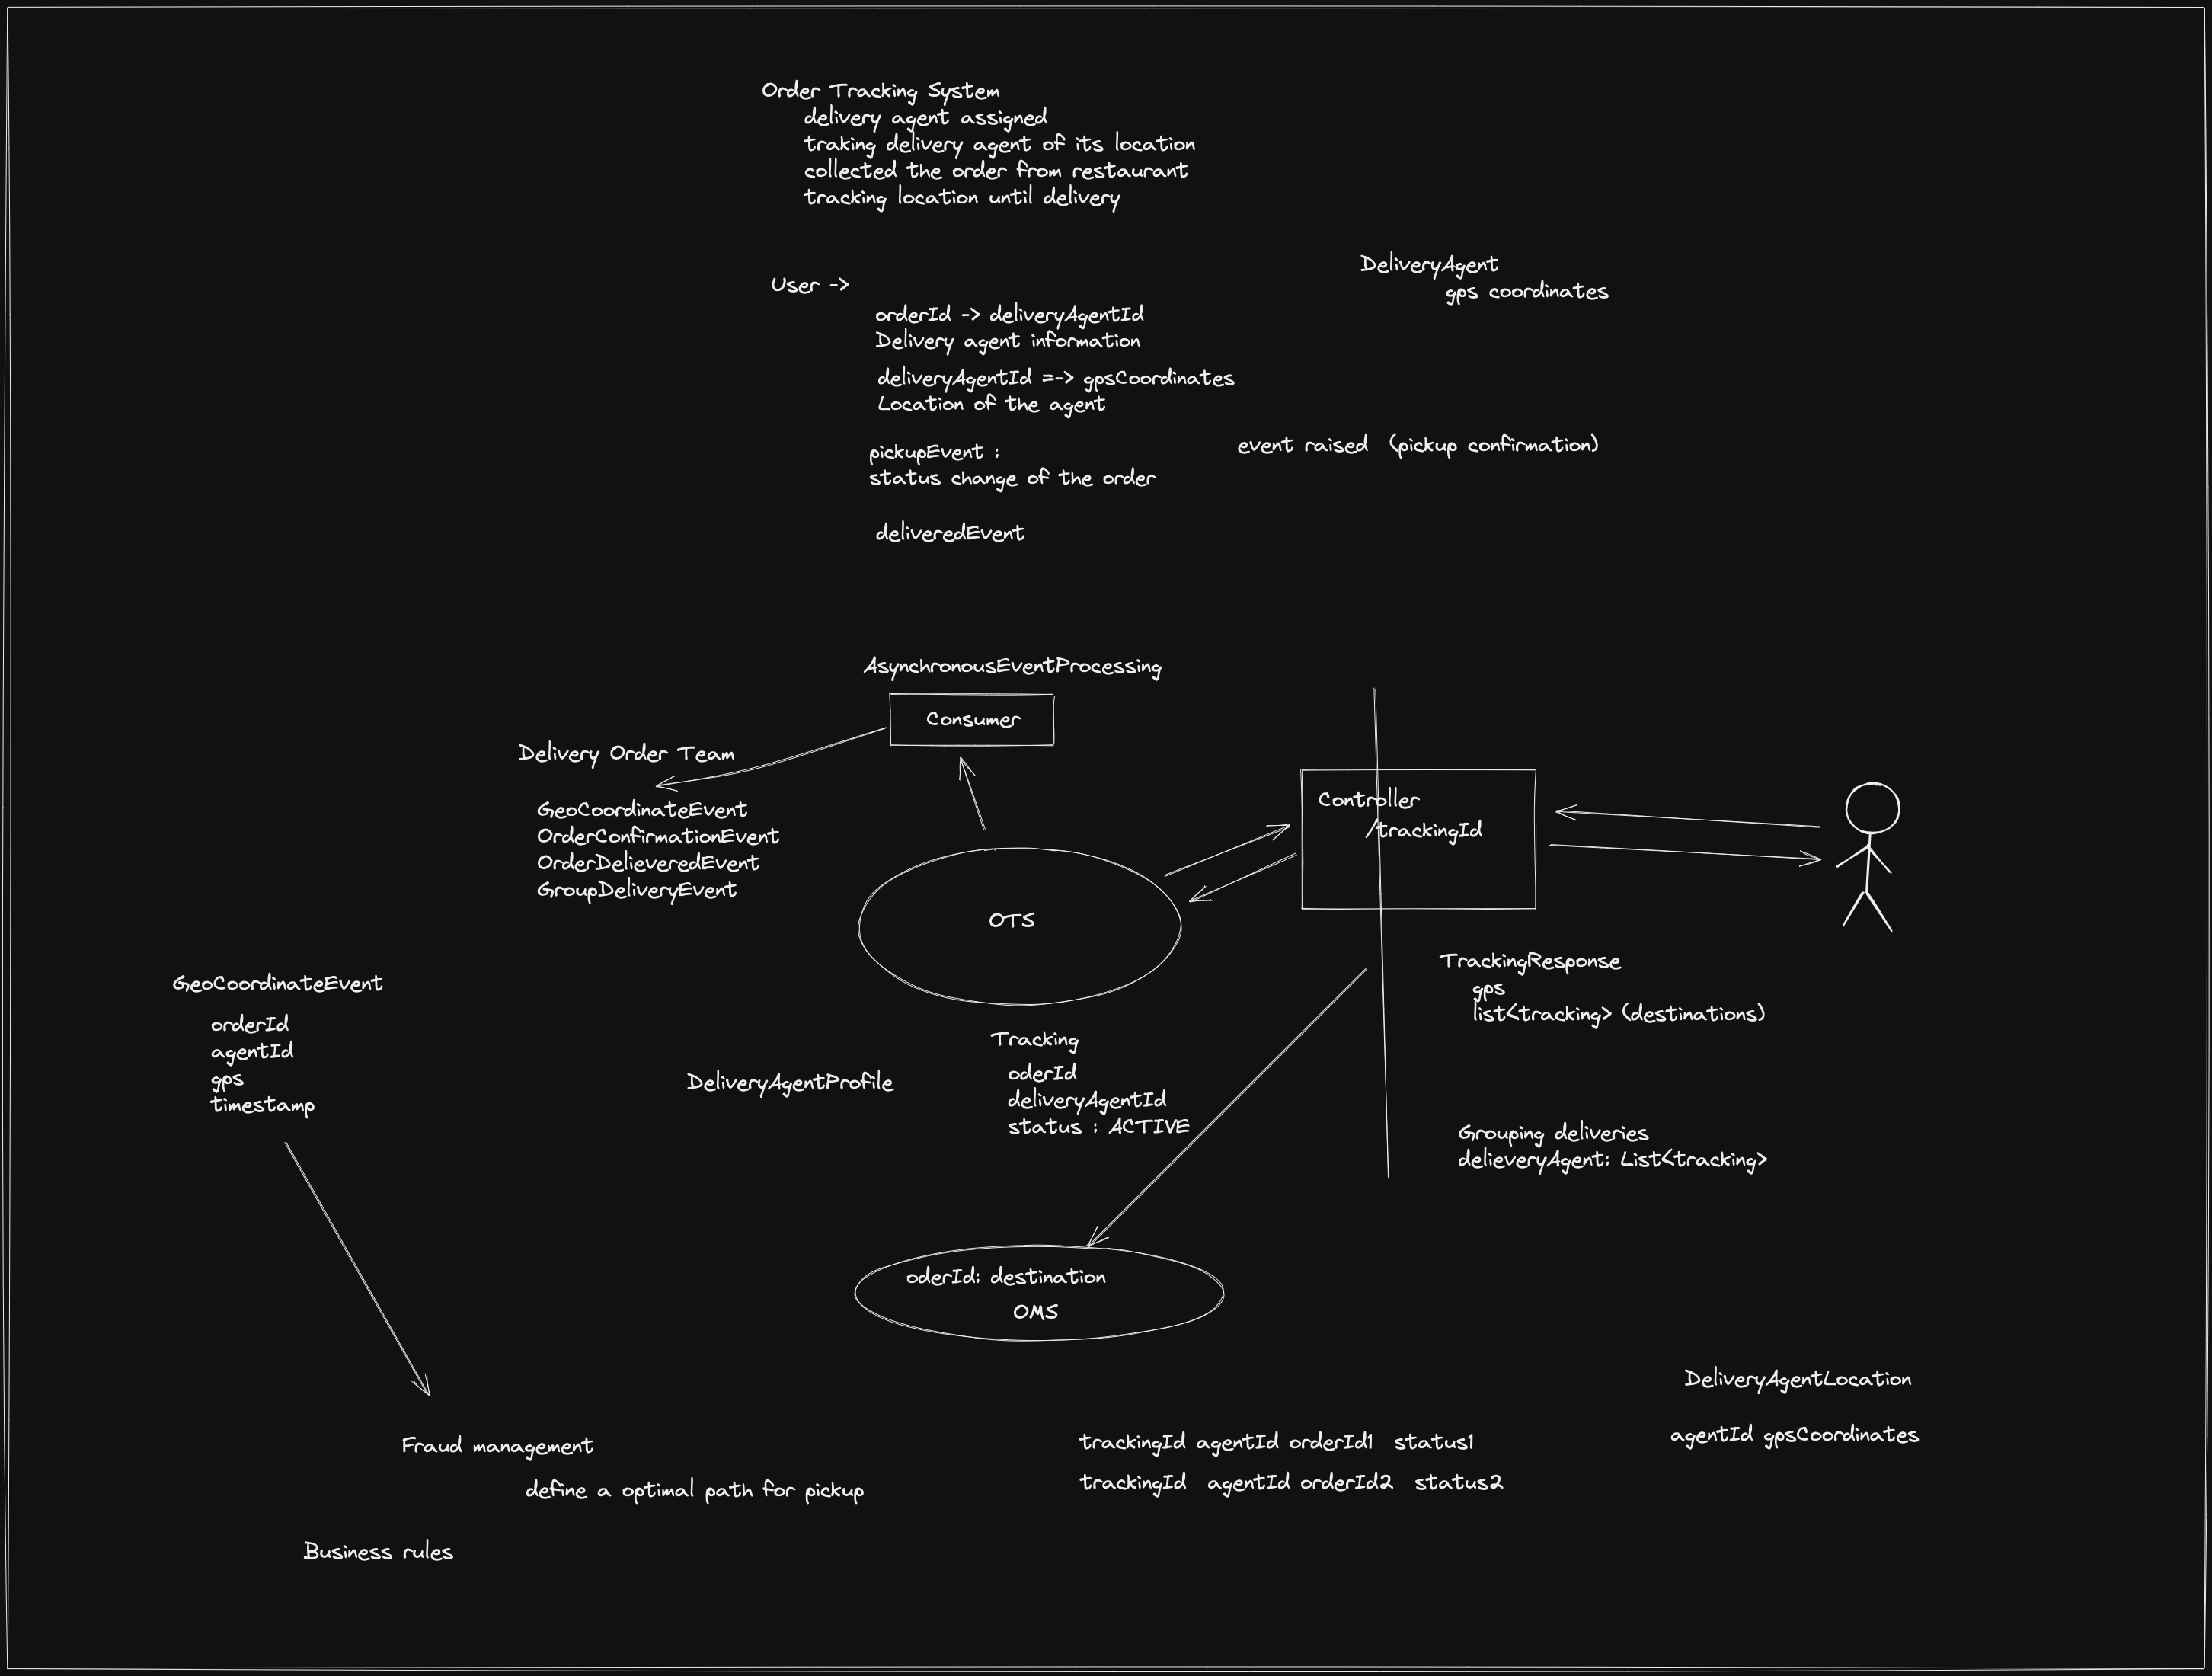 Order Tracking System
delivery agent assigned
traking delivery agent of its location
collected the order from restaurant
tracking location until delivery
DeliveryAgent
gps coordinates
User ->
orderId -> deliveryAgentId
Delivery agent information
deliveryAgentId =-> gpsCoordinates
Location of the agent
event raised (pickup confirmation)
pickupEvent :
status change of the order
deliveredEvent
AsynchronousEventProcessing
Consumer
Delivery Order Team
GeoCoordinateEvent
OrderConfirmationEvent
OrderDelieveredEvent
GroupDeliveryEvent
Controller
/trackingId
OTS
GeoCoordinateEvent
orderId
agentId
gps
timestamp
TrackingResponse
gps
list<tracking> (destinations)
DeliveryAgentProfile
Tracking
oderId
deliveryAgentId
status : ACTIVE
Grouping deliveries
delieveryAgent: List<tracking>
oderId: destination
OMS
DeliveryAgentLocation
agentId gpsCoordinates
Fraud management
define a optimal path for pickup
Business rules
trackingId agentId orderId1 status1
trackingId agentId orderId2 status2